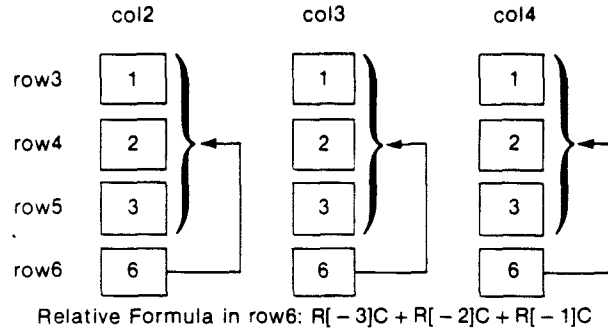 col2 col3 col4
row3 1 1 1
row4 2 2 2
row5 3 3 3
row6 6 6 6
Relative Formula in row6: R[-3]C + R[-2]C + R[-1]C